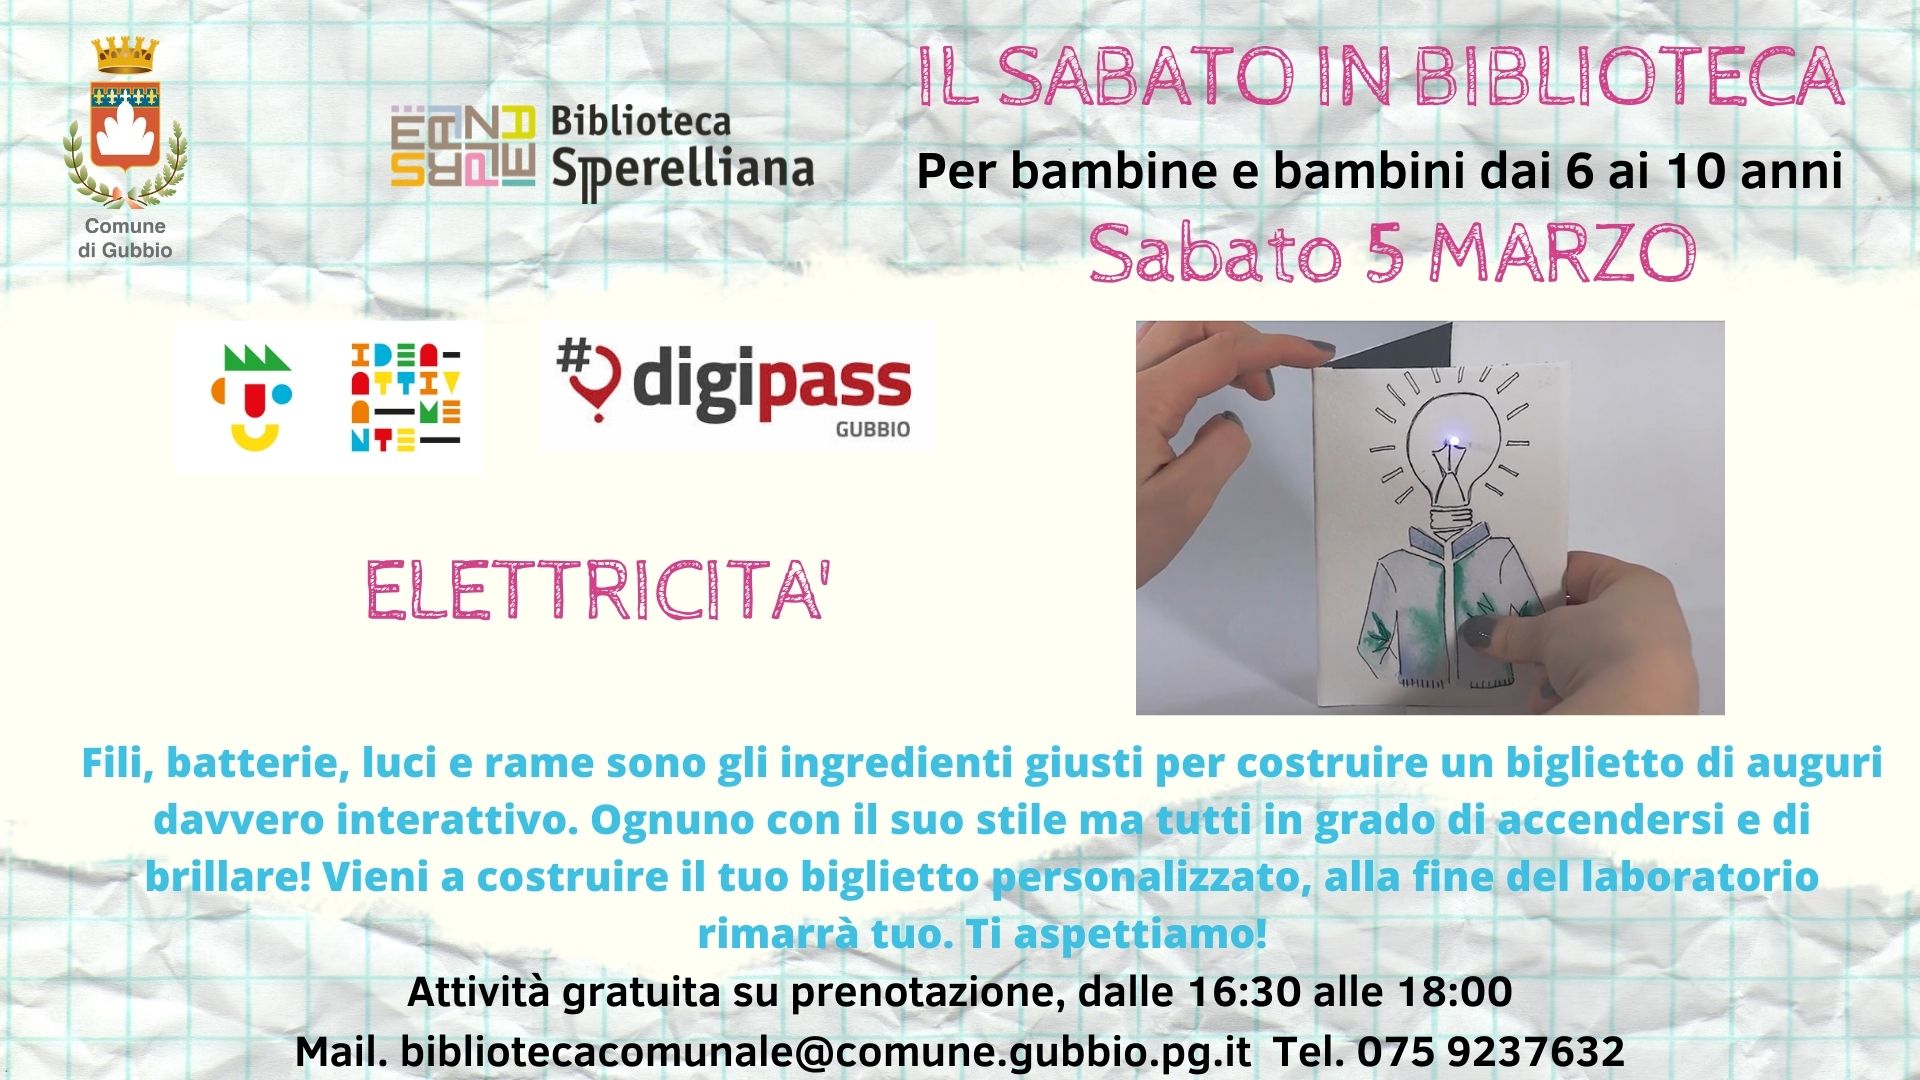 IL SABATO IN BIBLIOTECA
Per bambine e bambini dai 6 ai 10 anni
Sabato 5 MARZO
Comune
di Gubbio
Biblioteca
Sperelliana
IDEA-
ATTIV
A-ME
NTE-
#digipass
GUBBIO
ELETTRICITA'
Fili, batterie, luci e rame sono gli ingredienti giusti per costruire un biglietto di auguri
davvero interattivo. Ognuno con il suo stile ma tutti in grado di accendersi e di
brillare! Vieni a costruire il tuo biglietto personalizzato, alla fine del laboratorio
rimarrà tuo. Ti aspettiamo!
Attività gratuita su prenotazione, dalle 16:30 alle 18:00
Mail. bibliotecacomunale@comune.gubbio.pg.it Tel. 075 9237632